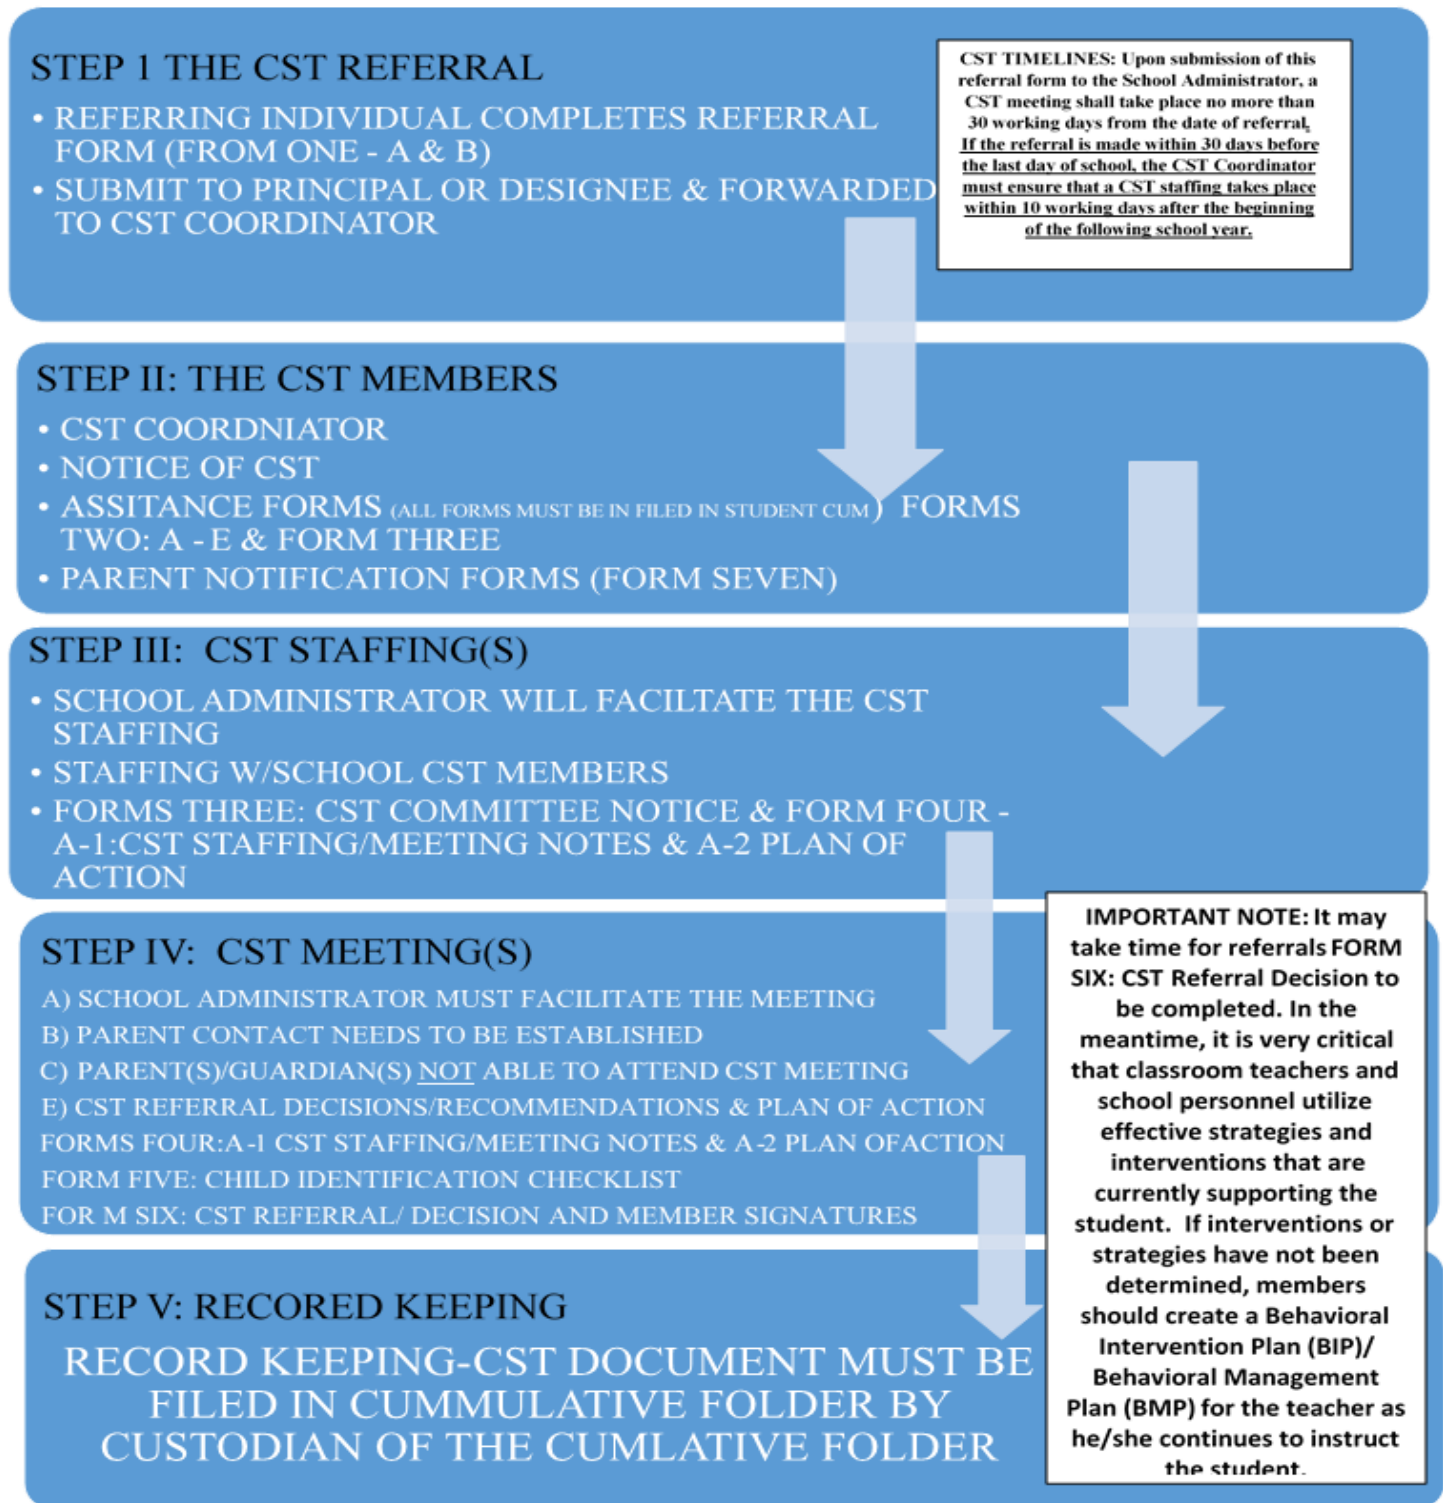 STEP 1 THE CST REFERRAL
• REFERRING INDIVIDUAL COMPLETES REFERRAL
FORM (FROM ONE - A & B)
• SUBMIT TO PRINCIPAL OR DESIGNEE & FORWARDED
TO CST COORDINATOR
CST TIMELINES: Upon submission of this
referral form to the School Administrator, a
CST meeting shall take place no more than
30 working days from the date of referral.
If the referral is made within 30 days before
the last day of school, the CST Coordinator
must ensure that a CST staffing takes place
within 10 working days after the beginning
of the following school year.
STEP II: THE CST MEMBERS
• CST COORDNIATOR
• NOTICE OF CST
• ASSITANCE FORMS (ALL FORMS MUST BE IN FILED IN STUDENT CUM) FORMS
TWO: A - E & FORM THREE
• PARENT NOTIFICATION FORMS (FORM SEVEN)
STEP III: CST STAFFING(S)
• SCHOOL ADMINISTRATOR WILL FACILTATE THE CST
STAFFING
• STAFFING W/SCHOOL CST MEMBERS
• FORMS THREE: CST COMMITTEE NOTICE & FORM FOUR -
A-1:CST STAFFING/MEETING NOTES & A-2 PLAN OF
ACTION
STEP IV: CST MEETING(S)
A) SCHOOL ADMINISTRATOR MUST FACILITATE THE MEETING
B) PARENT CONTACT NEEDS TO BE ESTABLISHED
C) PARENT(S)/GUARDIAN(S) NOT ABLE TO ATTEND CST MEETING
E) CST REFERRAL DECISIONS/RECOMMENDATIONS & PLAN OF ACTION
FORMS FOUR:A-1 CST STAFFING/MEETING NOTES & A-2 PLAN OFACTION
FORM FIVE: CHILD IDENTIFICATION CHECKLIST
FOR M SIX: CST REFERRAL/ DECISION AND MEMBER SIGNATURES
IMPORTANT NOTE: It may
take time for referrals FORM
SIX: CST Referral Decision to
be completed. In the
meantime, it is very critical
that classroom teachers and
school personnel utilize
effective strategies and
interventions that are
currently supporting the
student. If interventions or
strategies have not been
determined, members
should create a Behavioral
Intervention Plan (BIP)/
Behavioral Management
Plan (BMP) for the teacher as
he/she continues to instruct
the student.
STEP V: RECORED KEEPING
RECORD KEEPING-CST DOCUMENT MUST BE
FILED IN CUMMULATIVE FOLDER BY
CUSTODIAN OF THE CUMLATIVE FOLDER